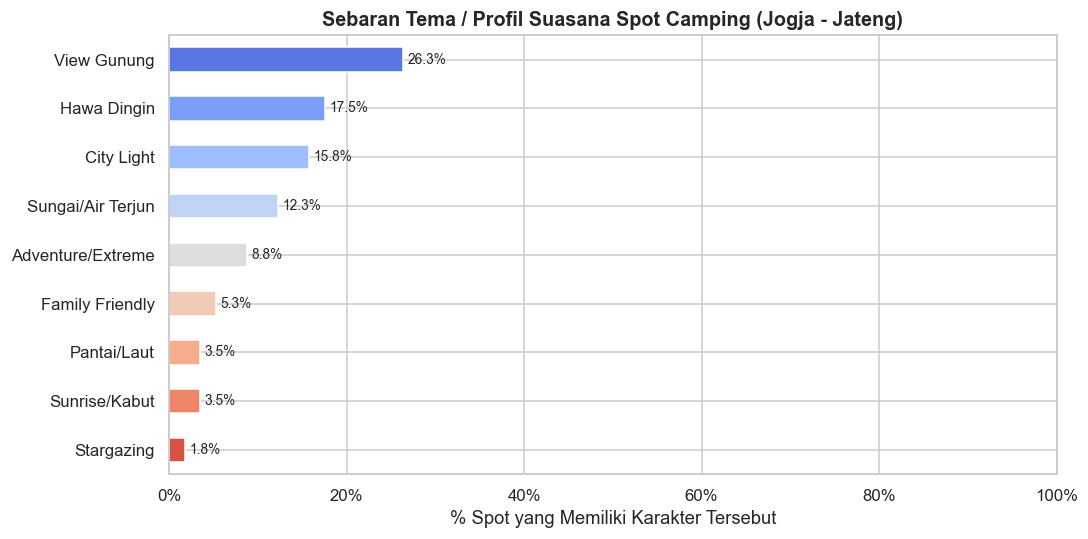 Sebaran Tema / Profil Suasana Spot Camping (Jogja - Jateng)
View Gunung 26.3%
Hawa Dingin 17.5%
City Light 15.8%
Sungai/Air Terjun 12.3%
Adventure/Extreme 8.8%
Family Friendly 5.3%
Pantai/Laut 3.5%
Sunrise/Kabut 3.5%
Stargazing 1.8%
0% 20% 40% 60% 80% 100%
% Spot yang Memiliki Karakter Tersebut